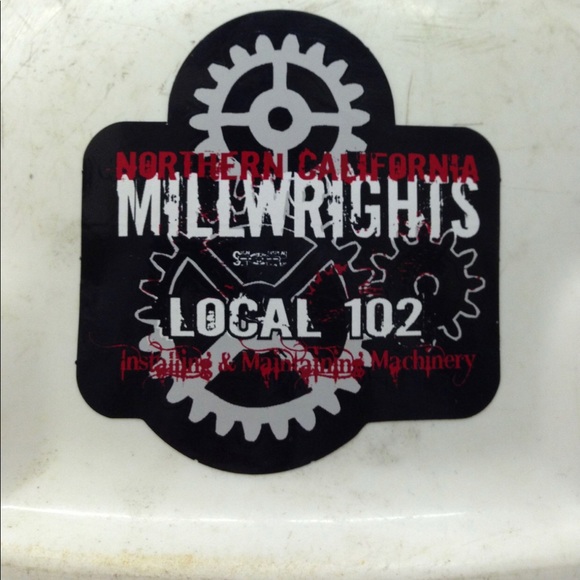 NORTHERN CALIFORNIA
MILLWRIGHTS
LOCAL 102
Installing & Maintaining Machinery